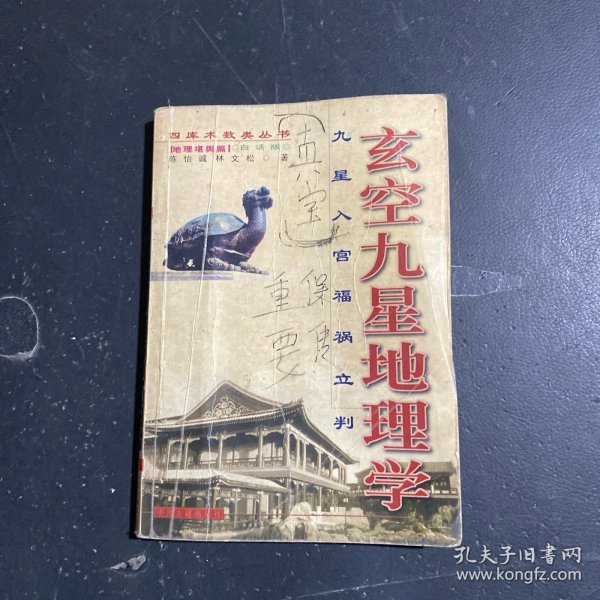 四库术数类丛书
[地理堪舆篇]◎白话版◎
陈怡诚 林文松◎著
玄空九星地理学
九星入宫福祸立判
重要
孔夫子旧书网
www.kongfz.com